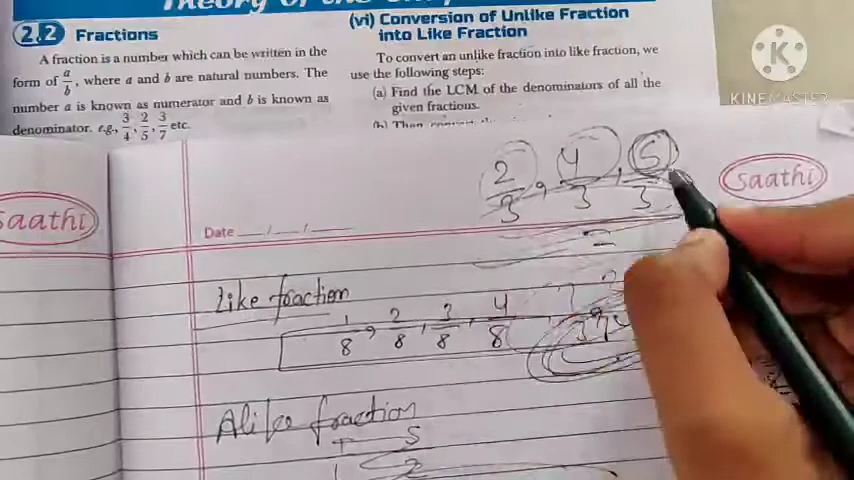 2.2 Fractions
A fraction is a number which can be written in the
form of a/b, where a and b are natural numbers. The
number a is known as numerator and b is known as
denominator. e.g., 3/4, 2/5, 3/7 etc.
(vi) Conversion of Unlike Fraction
into Like Fraction
To convert an unlike fraction into like fraction, we
use the following steps:
(a) Find the LCM of the denominators of all the
given fractions.
K
KINEMASTER
2/3, 4/3, 5/3
Saathi
saathi
Date __/__/__
Like fraction
1/8, 2/8, 3/8, 4/8
Alike fraction